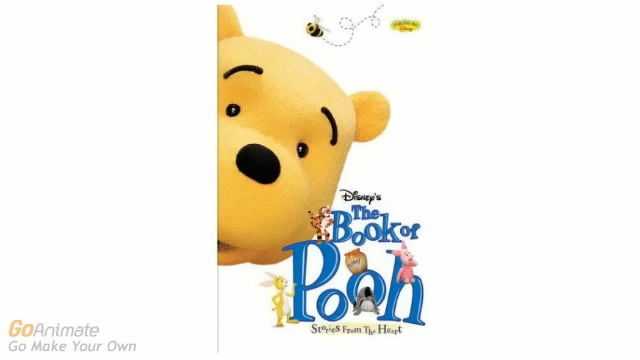 Disney's
The
Book of
Pooh
Stories From The Heart
GoAnimate
Go Make Your Own